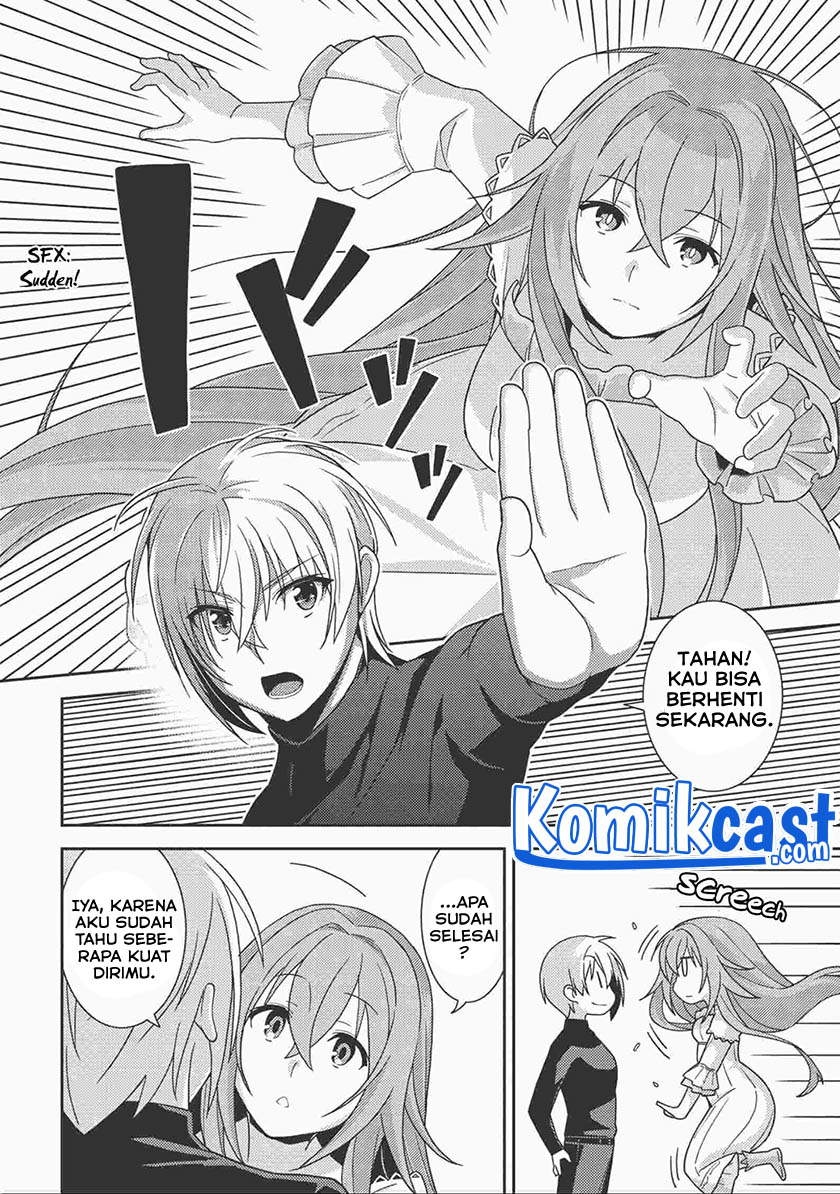 SFX:
Sudden!
TAHAN!
KAU BISA
BERHENTI
SEKARANG.
Komikcast
.com
screech
...APA
SUDAH
SELESAI
?
IYA, KARENA
AKU SUDAH
TAHU SEBE-
RAPA KUAT
DIRIMU.